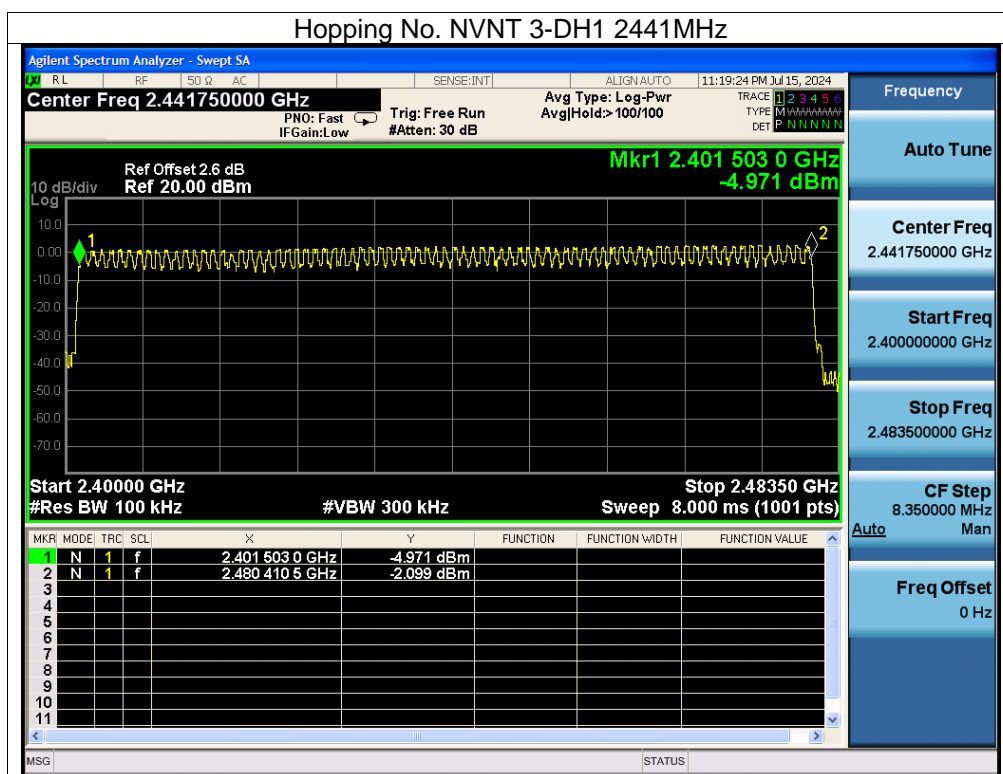 Hopping No. NVNT 3-DH1 2441MHz
Agilent Spectrum Analyzer - Swept SA
LXI RL RF 50 Ω AC SENSE:INT ALIGN AUTO 11:19:24 PM Jul 15, 2024
Center Freq 2.441750000 GHz
PNO: Fast
IFGain:Low
Trig: Free Run
#Atten: 30 dB
Avg Type: Log-Pwr
Avg|Hold:>100/100
TRACE 1 2 3 4 5 6
TYPE M WWWWW
DET P N N N N N
Frequency
Auto Tune
Center Freq
2.441750000 GHz
Start Freq
2.400000000 GHz
Stop Freq
2.483500000 GHz
CF Step
8.350000 MHz
Auto Man
Freq Offset
0 Hz
Mkr1 2.401 503 0 GHz
-4.971 dBm
Ref Offset 2.6 dB
10 dB/div Ref 20.00 dBm
Log
10.0
0.00
-10.0
-20.0
-30.0
-40.0
-50.0
-60.0
-70.0
1
2
Start 2.40000 GHz Stop 2.48350 GHz
#Res BW 100 kHz #VBW 300 kHz Sweep 8.000 ms (1001 pts)
MKR MODE TRC SCL X Y FUNCTION FUNCTION WIDTH FUNCTION VALUE
1 N 1 f 2.401 503 0 GHz -4.971 dBm
2 N 1 f 2.480 410 5 GHz -2.099 dBm
3
4
5
6
7
8
9
10
11
MSG STATUS